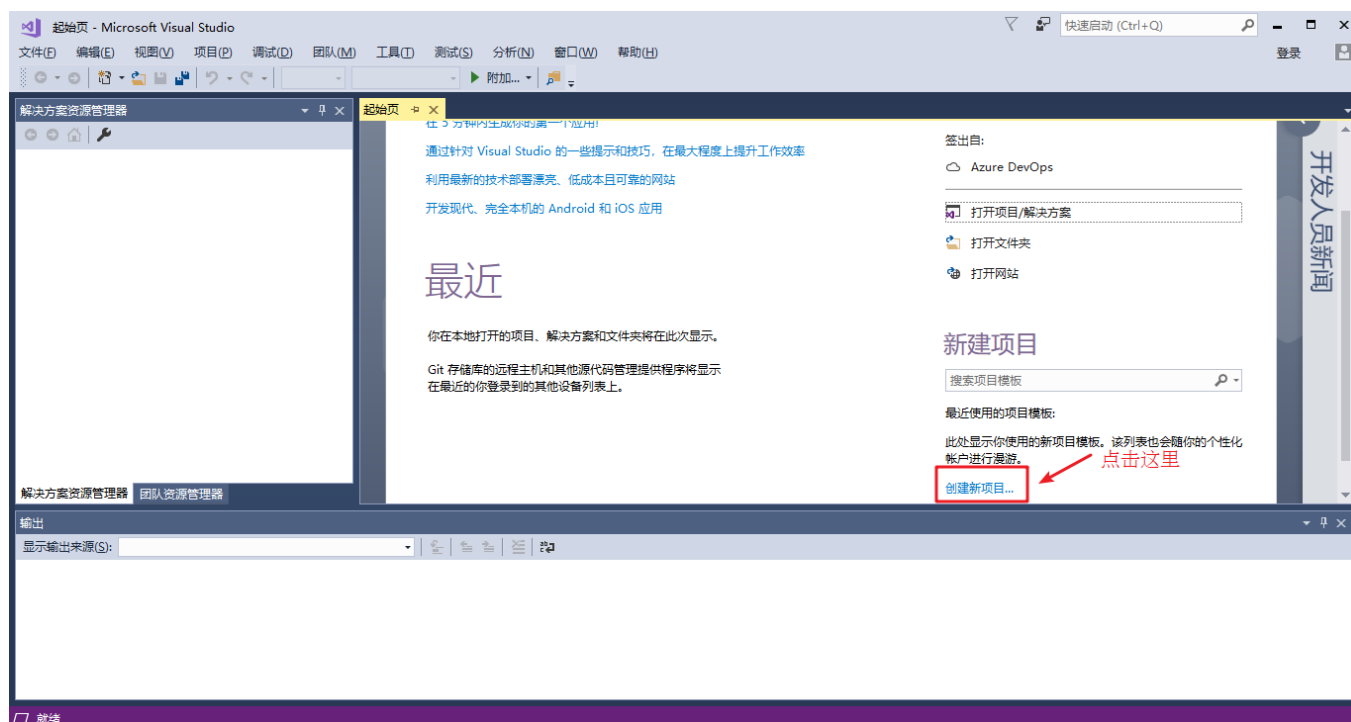 起始页 - Microsoft Visual Studio
快速启动 (Ctrl+Q)
文件(F) 编辑(E) 视图(V) 项目(P) 调试(D) 团队(M) 工具(T) 测试(S) 分析(N) 窗口(W) 帮助(H)
登录
附加...
解决方案资源管理器
起始页
在 5 分钟内生成你的第一个应用!
通过针对 Visual Studio 的一些提示和技巧，在最大程度上提升工作效率
利用最新的技术部署漂亮、低成本且可靠的网站
开发现代、完全本机的 Android 和 iOS 应用
最近
你在本地打开的项目、解决方案和文件夹将在此次显示。
Git 存储库的远程主机和其他源代码管理提供程序将显示
在最近的你登录到的其他设备列表上。
签出自:
Azure DevOps
打开项目/解决方案
打开文件夹
打开网站
新建项目
搜索项目模板
最近使用的项目模板:
此处显示你使用的新项目模板。该列表也会随你的个性化
帐户进行漫游。
点击这里
创建新项目...
开发人员新闻
解决方案资源管理器 团队资源管理器
输出
显示输出来源(S):
就绪